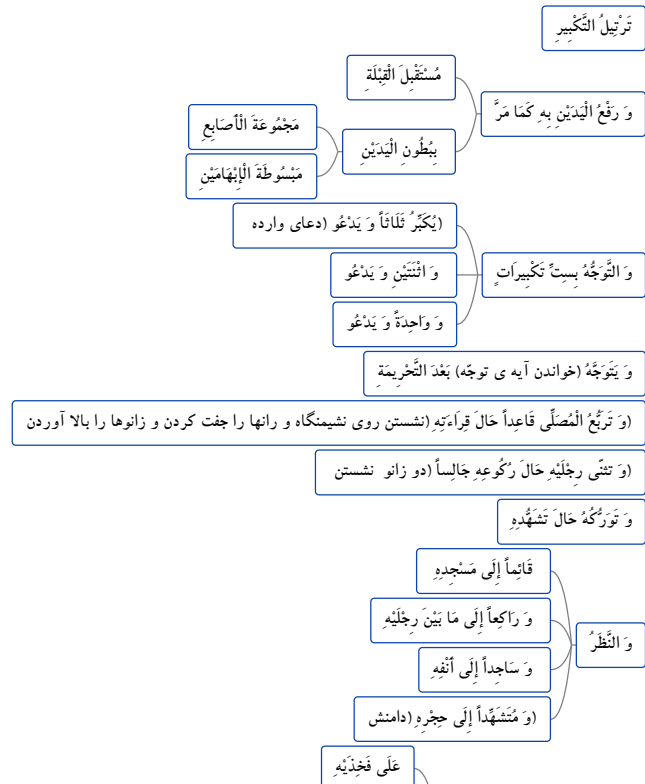 تَرْتِيلُ التَّكْبِيرِ
وَ رَفْعُ الْيَدَيْنِ بِهِ كَمَا مَرَّ
مُسْتَقْبِلَ الْقِبْلَةِ
بِبُطُونِ الْيَدَيْنِ
مَجْمُوعَةَ الْأَصَابِعِ
مَبْسُوطَةَ الْإِبْهَامَيْنِ
وَ التَّوَجُّهُ بِسِتِّ تَكْبِيرَاتٍ
(يُكَبِّرُ ثَلَاثاً وَ يَدْعُو (دعای وارده
وَ اثْنَتَيْنِ وَ يَدْعُو
وَ وَاحِدَةً وَ يَدْعُو
وَ يَتَوَجَّهُ (خواندن آیه ی توجّه) بَعْدَ التَّحْرِيمَةِ
(وَ تَرَبُّعُ الْمُصَلِّی قَاعِداً حَالَ قِرَاءَتِهِ (نشستن روی نشیمنگاه و رانها را جفت کردن و زانوها را بالا آوردن
(وَ تثنّی رِجْلَيْهِ حَالَ رُكُوعِهِ جَالِساً (دو زانو نشستن
وَ تَوَرُّكُهُ حَالَ تَشَهُّدِهِ
وَ النَّظَرُ
قَائِماً إِلَى مَسْجِدِهِ
وَ رَاكِعاً إِلَى مَا بَيْنَ رِجْلَيْهِ
وَ سَاجِداً إِلَى أَنْفِهِ
(وَ مُتَشَهِّداً إِلَى حِجْرِهِ (دامنش
عَلَى فَخِذَيْهِ